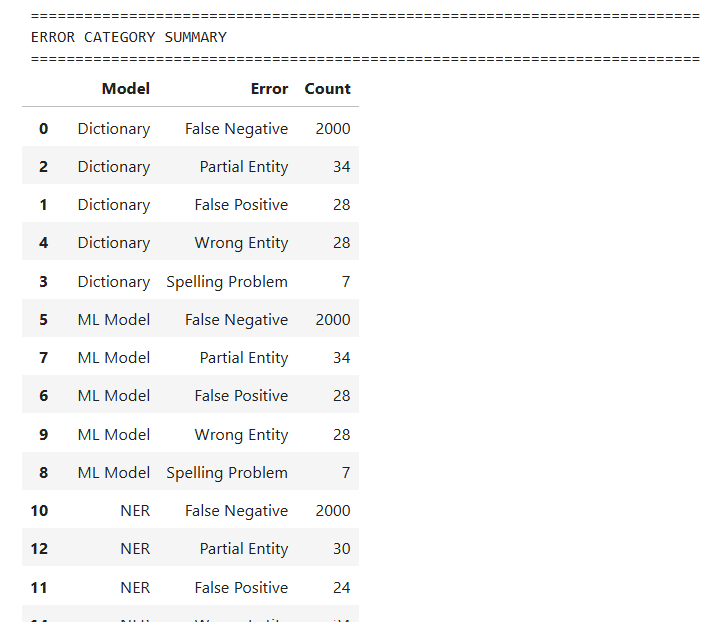 ============================================================================
ERROR CATEGORY SUMMARY
============================================================================
Model Error Count
0 Dictionary False Negative 2000
2 Dictionary Partial Entity 34
1 Dictionary False Positive 28
4 Dictionary Wrong Entity 28
3 Dictionary Spelling Problem 7
5 ML Model False Negative 2000
7 ML Model Partial Entity 34
6 ML Model False Positive 28
9 ML Model Wrong Entity 28
8 ML Model Spelling Problem 7
10 NER False Negative 2000
12 NER Partial Entity 30
11 NER False Positive 24